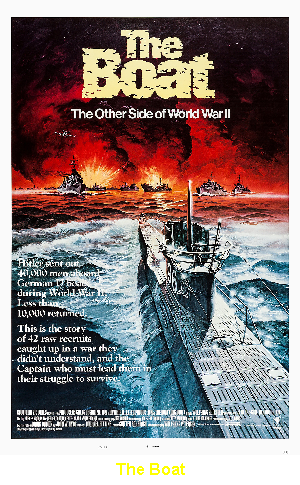 The
Boat
The Other Side of World War II
Hitler sent out
40,000 men aboard
German U-boats
during World War II.
Less than
10,000 returned.
This is the story
of 42 raw recruits
caught up in a war they
didn't understand, and the
Captain who must lead them in
their struggle to survive.
The Boat